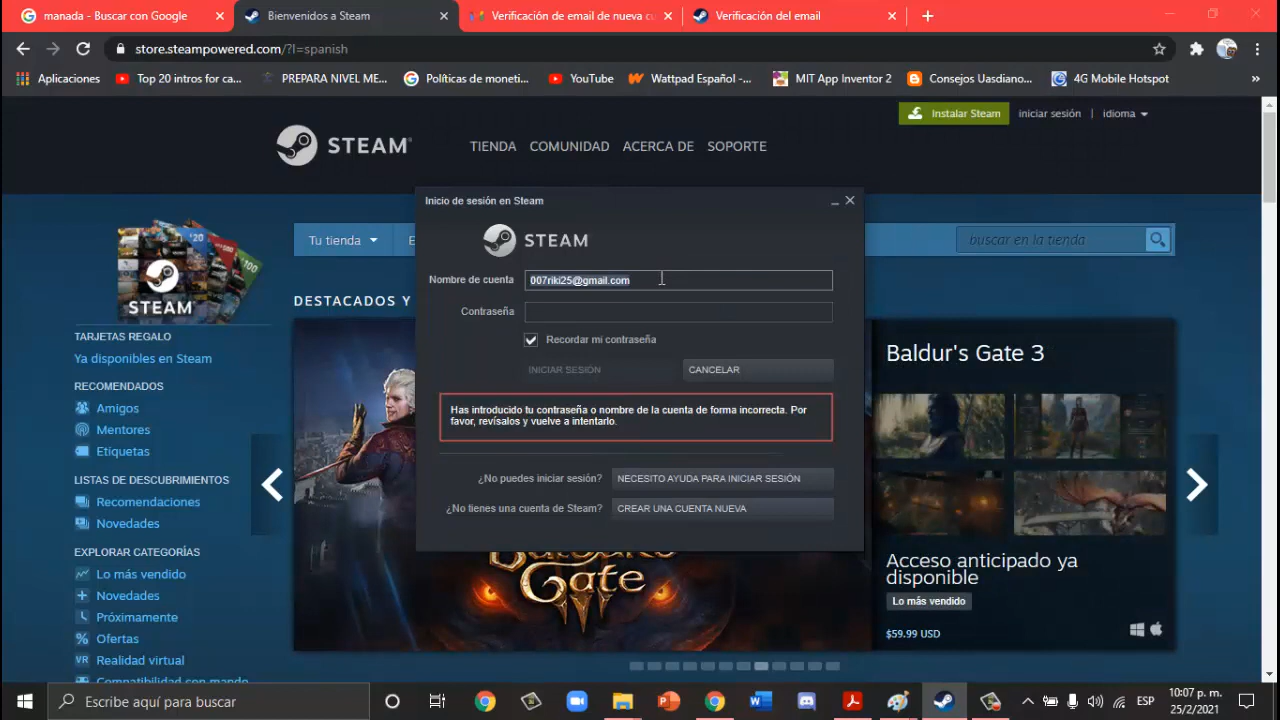 manada - Buscar con Google
Bienvenidos a Steam
Verificación de email de nueva cu
Verificación del email
store.steampowered.com/?l=spanish
Aplicaciones
Top 20 intros for ca...
PREPARA NIVEL ME...
Políticas de moneti...
YouTube
Wattpad Español -...
MIT App Inventor 2
Consejos Uasdiano...
4G Mobile Hotspot
»
Instalar Steam
iniciar sesión | idioma
STEAM®
TIENDA
COMUNIDAD
ACERCA DE
SOPORTE
Inicio de sesión en Steam
STEAM
Tu tienda
E
buscar en la tienda
Nombre de cuenta
007riki25@gmail.com
Contraseña
Recordar mi contraseña
INICIAR SESIÓN
CANCELAR
Has introducido tu contraseña o nombre de la cuenta de forma incorrecta. Por
favor, revísalos y vuelve a intentarlo.
¿No puedes iniciar sesión?
NECESITO AYUDA PARA INICIAR SESIÓN
¿No tienes una cuenta de Steam?
CREAR UNA CUENTA NUEVA
$20
$100
STEAM
DESTACADOS Y
TARJETAS REGALO
Ya disponibles en Steam
RECOMENDADOS
Amigos
Mentores
Etiquetas
LISTAS DE DESCUBRIMIENTOS
Recomendaciones
Novedades
EXPLORAR CATEGORÍAS
Lo más vendido
Novedades
Próximamente
Ofertas
VR Realidad virtual
Compatibilidad con mando
Gate
Baldur's Gate 3
Acceso anticipado ya
disponible
Lo más vendido
$59.99 USD
Escribe aquí para buscar
ESP
10:07 p. m.
25/2/2021